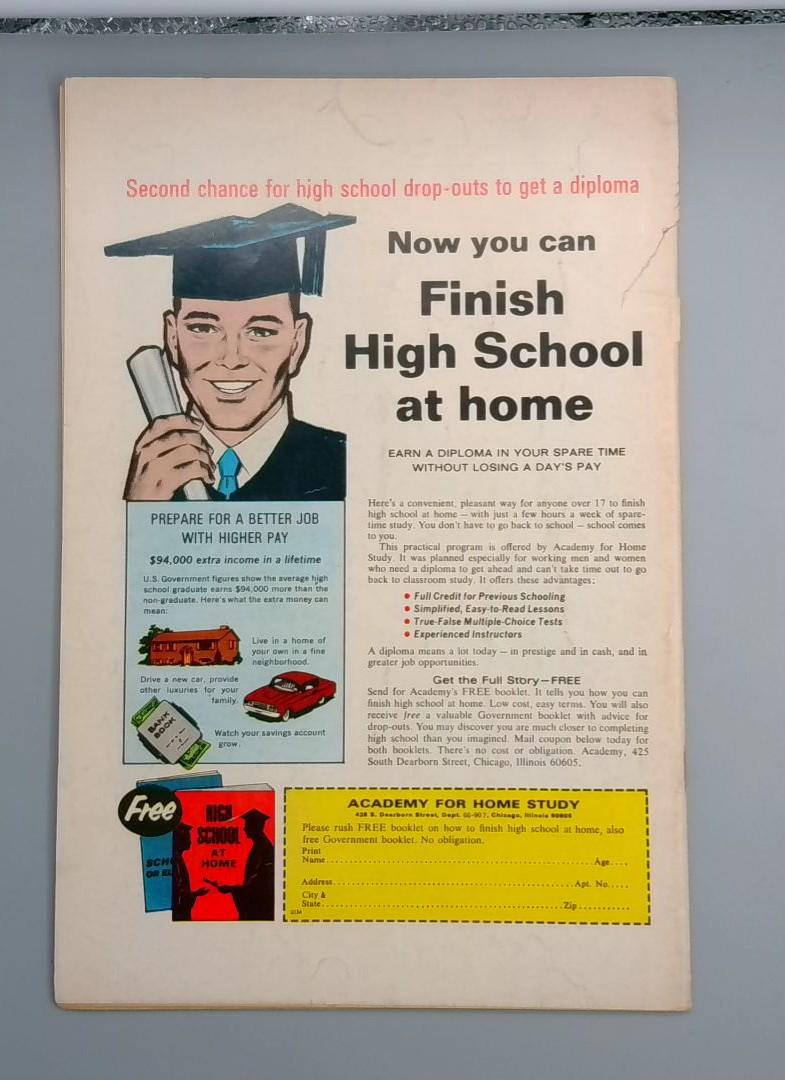 Second chance for high school drop-outs to get a diploma
Now you can
Finish
High School
at home
EARN A DIPLOMA IN YOUR SPARE TIME
WITHOUT LOSING A DAY'S PAY
PREPARE FOR A BETTER JOB
WITH HIGHER PAY
$94,000 extra income in a lifetime
U.S. Government figures show the average high
school graduate earns $94,000 more than the
non-graduate. Here's what the extra money can
mean:
Live in a home of
your own in a fine
neighborhood.
Drive a new car, provide
other luxuries for your
family.
BANK
BOOK
Watch your savings account
grow.
Here's a convenient, pleasant way for anyone over 17 to finish
high school at home — with just a few hours a week of spare-
time study. You don't have to go back to school — school comes
to you.
This practical program is offered by Academy for Home
Study. It was planned especially for working men and women
who need a diploma to get ahead and can't take time out to go
back to classroom study. It offers these advantages:
• Full Credit for Previous Schooling
• Simplified, Easy-to-Read Lessons
• True-False Multiple-Choice Tests
• Experienced Instructors
A diploma means a lot today — in prestige and in cash, and in
greater job opportunities.
Get the Full Story—FREE
Send for Academy's FREE booklet. It tells you how you can
finish high school at home. Low cost, easy terms. You will also
receive free a valuable Government booklet with advice for
drop-outs. You may discover you are much closer to completing
high school than you imagined. Mail coupon below today for
both booklets. There's no cost or obligation. Academy, 425
South Dearborn Street, Chicago, Illinois 60605.
Free
HIGH
SCHOOL
AT
HOME
SCH
OR EL
ACADEMY FOR HOME STUDY
425 S. Dearborn Street, Dept. 66-907, Chicago, Illinois 60605
Please rush FREE booklet on how to finish high school at home, also
free Government booklet. No obligation.
Print
Name Age
Address Apt. No.
City &
State Zip